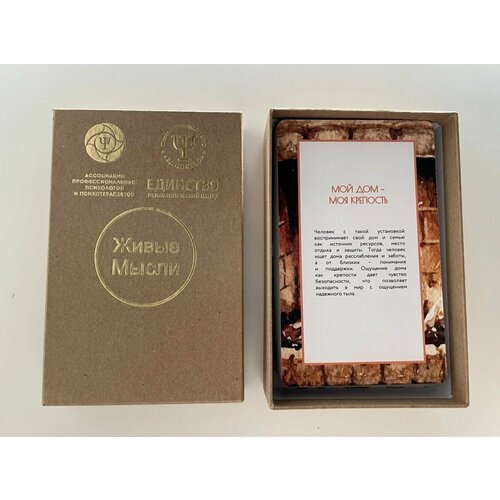 АССОЦИАЦИЯ
ПРОФЕССИОНАЛЬНЫХ
ПСИХОЛОГОВ
И ПСИХОТЕРАПЕВТОВ
ЕДИНСТВО
ПСИХОЛОГИЧЕСКИЙ ЦЕНТР
Живые
Мысли
МОЙ ДОМ –
МОЯ КРЕПОСТЬ
Человек с такой установкой
воспринимает свой дом и семью
как источник ресурсов, место
отдыха и защиты. Тогда человек
ищет дома расслабления и заботы,
а от близких - понимания
и поддержки. Ощущение дома
как крепости дает чувство
безопасности, что позволяет
выходить в мир с ощущением
надежного тыла.